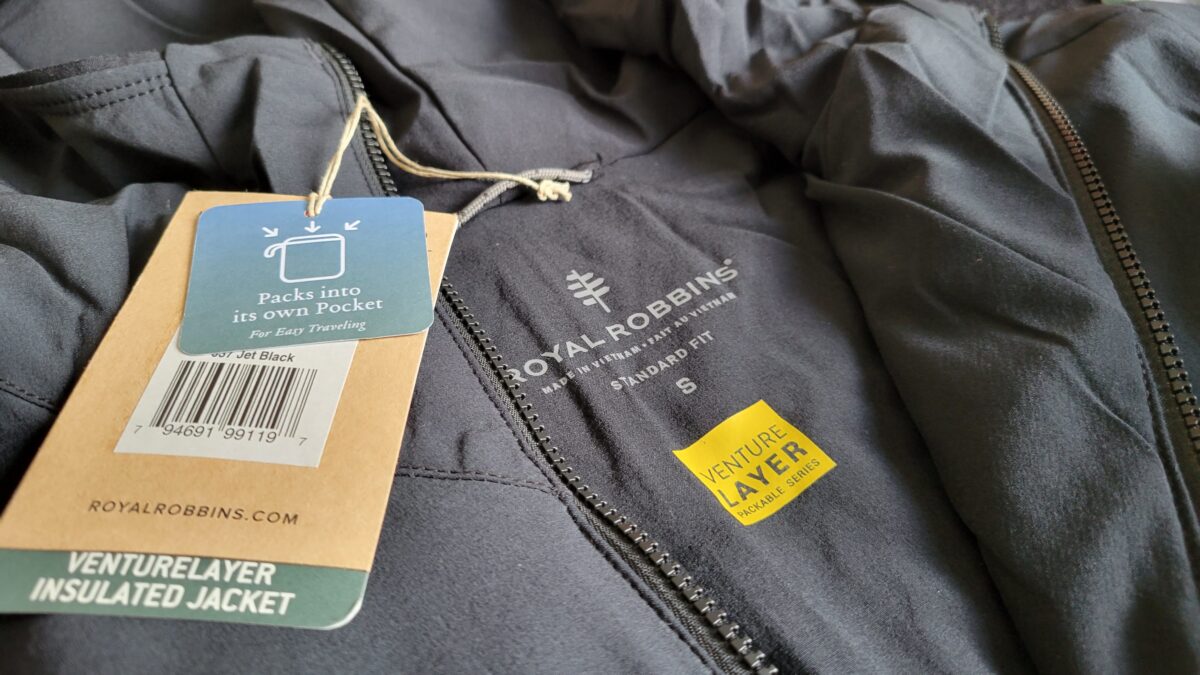 Packs into
its own Pocket
For Easy Traveling
037 Jet Black
7 94691 99119 7
ROYALROBBINS.COM
VENTURELAYER
INSULATED JACKET
ROYAL ROBBINS®
MADE IN VIETNAM • FAIT AU VIETNAM
STANDARD FIT
S
VENTURE
LAYER
PACKABLE SERIES